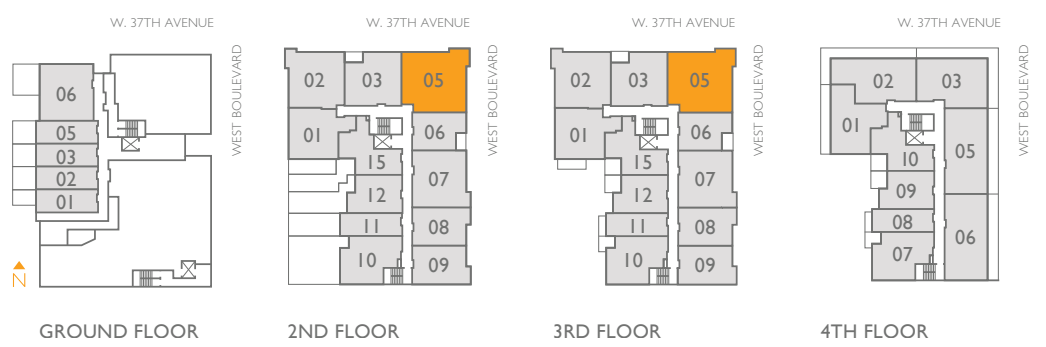 W. 37TH AVENUE
WEST BOULEVARD
06
05
03
02
01
N
GROUND FLOOR
W. 37TH AVENUE
WEST BOULEVARD
02
03
05
01
06
15
07
12
11
08
10
09
2ND FLOOR
W. 37TH AVENUE
WEST BOULEVARD
02
03
05
01
06
15
07
12
11
08
10
09
3RD FLOOR
W. 37TH AVENUE
WEST BOULEVARD
02
03
01
05
10
09
08
06
07
4TH FLOOR